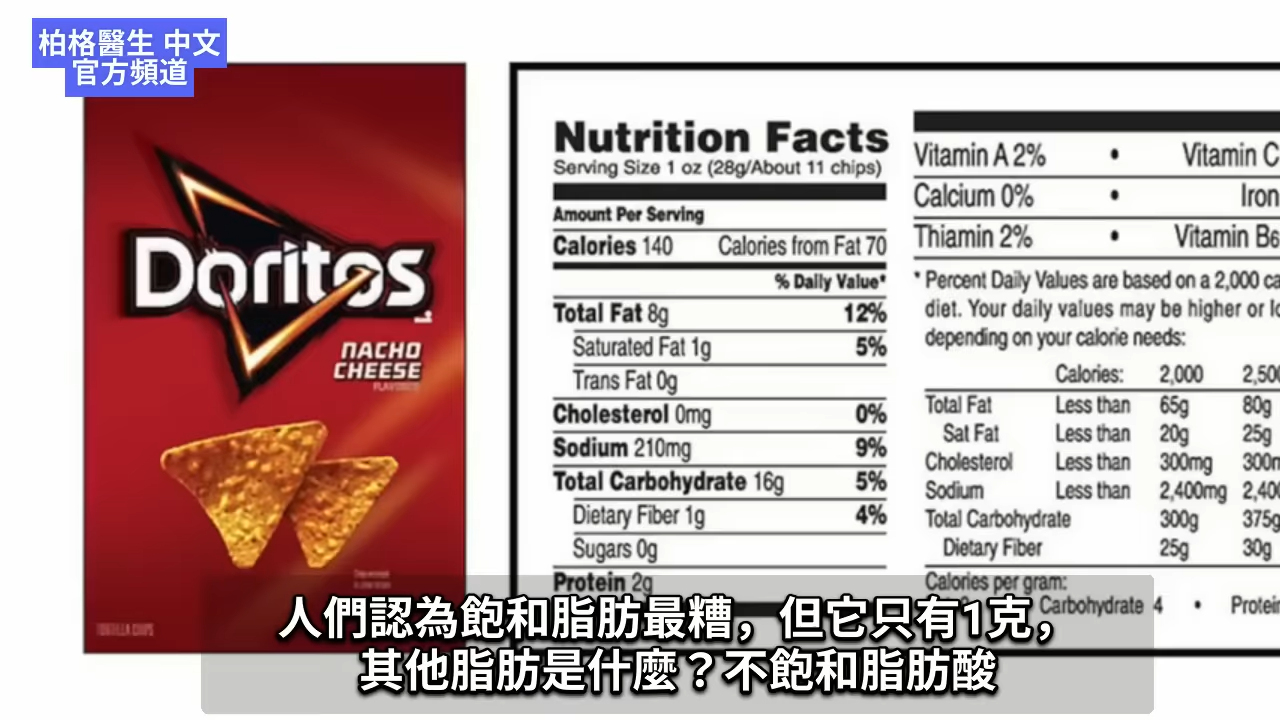 柏格醫生 中文
官方頻道
Doritos
NACHO
CHEESE
FLAVORED
TORTILLA CHIPS
Nutrition Facts
Serving Size 1 oz (28g/About 11 chips)
Amount Per Serving
Calories 140 Calories from Fat 70
% Daily Value*
Total Fat 8g 12%
Saturated Fat 1g 5%
Trans Fat 0g
Cholesterol 0mg 0%
Sodium 210mg 9%
Total Carbohydrate 16g 5%
Dietary Fiber 1g 4%
Sugars 0g
Protein 2g
Vitamin A 2% • Vitamin C
Calcium 0% • Iron
Thiamin 2% • Vitamin B6
* Percent Daily Values are based on a 2,000 ca
diet. Your daily values may be higher or lo
depending on your calorie needs:
Calories: 2,000 2,500
Total Fat Less than 65g 80g
Sat Fat Less than 20g 25g
Cholesterol Less than 300mg 300m
Sodium Less than 2,400mg 2,40
Total Carbohydrate 300g 375g
Dietary Fiber 25g 30g
Calories per gram:
Carbohydrate 4 • Protein
人們認為飽和脂肪最糟，但它只有1克，
其他脂肪是什麼？不飽和脂肪酸